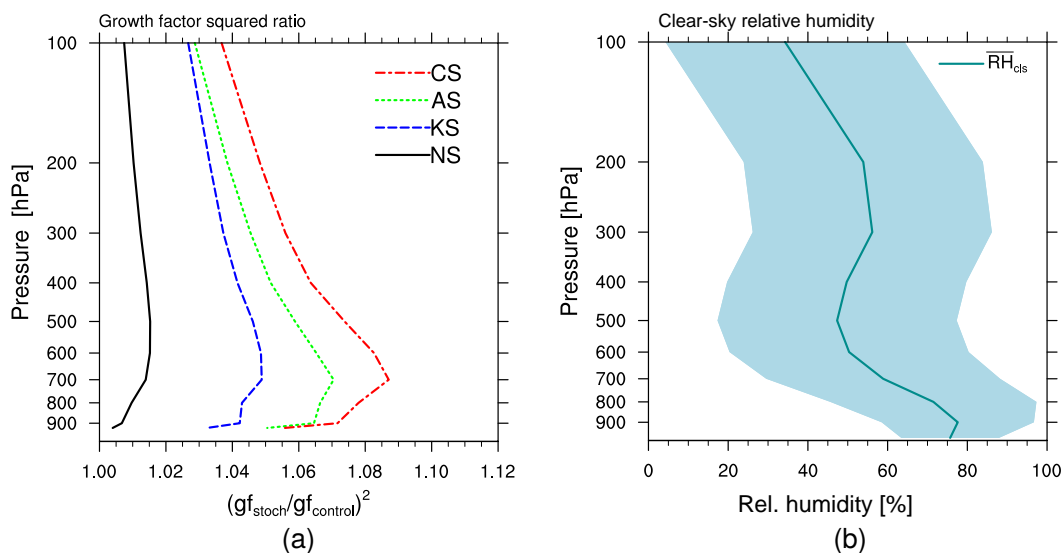 Growth factor squared ratio
100
200
300
400
500
600
700
800
900
Pressure [hPa]
CS
AS
KS
NS
1.00 1.02 1.04 1.06 1.08 1.10 1.12
(gf_stoch/gf_control)^2
(a)
Clear-sky relative humidity
100
200
300
400
500
600
700
800
900
Pressure [hPa]
R̅H̅_cls
0 20 40 60 80 100
Rel. humidity [%]
(b)